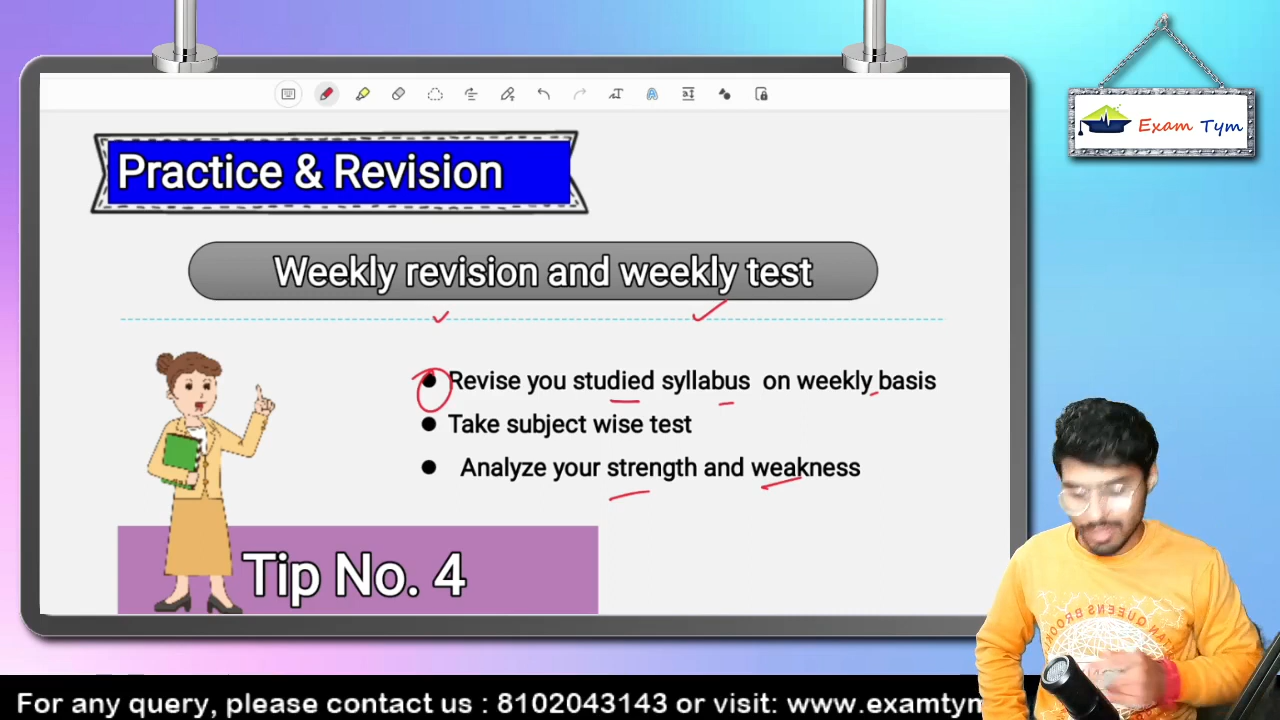 Exam Tym
Practice & Revision
Weekly revision and weekly test
Revise you studied syllabus on weekly basis
Take subject wise test
Analyze your strength and weakness
Tip No. 4
For any query, please contact us : 8102043143 or visit: www.examtym